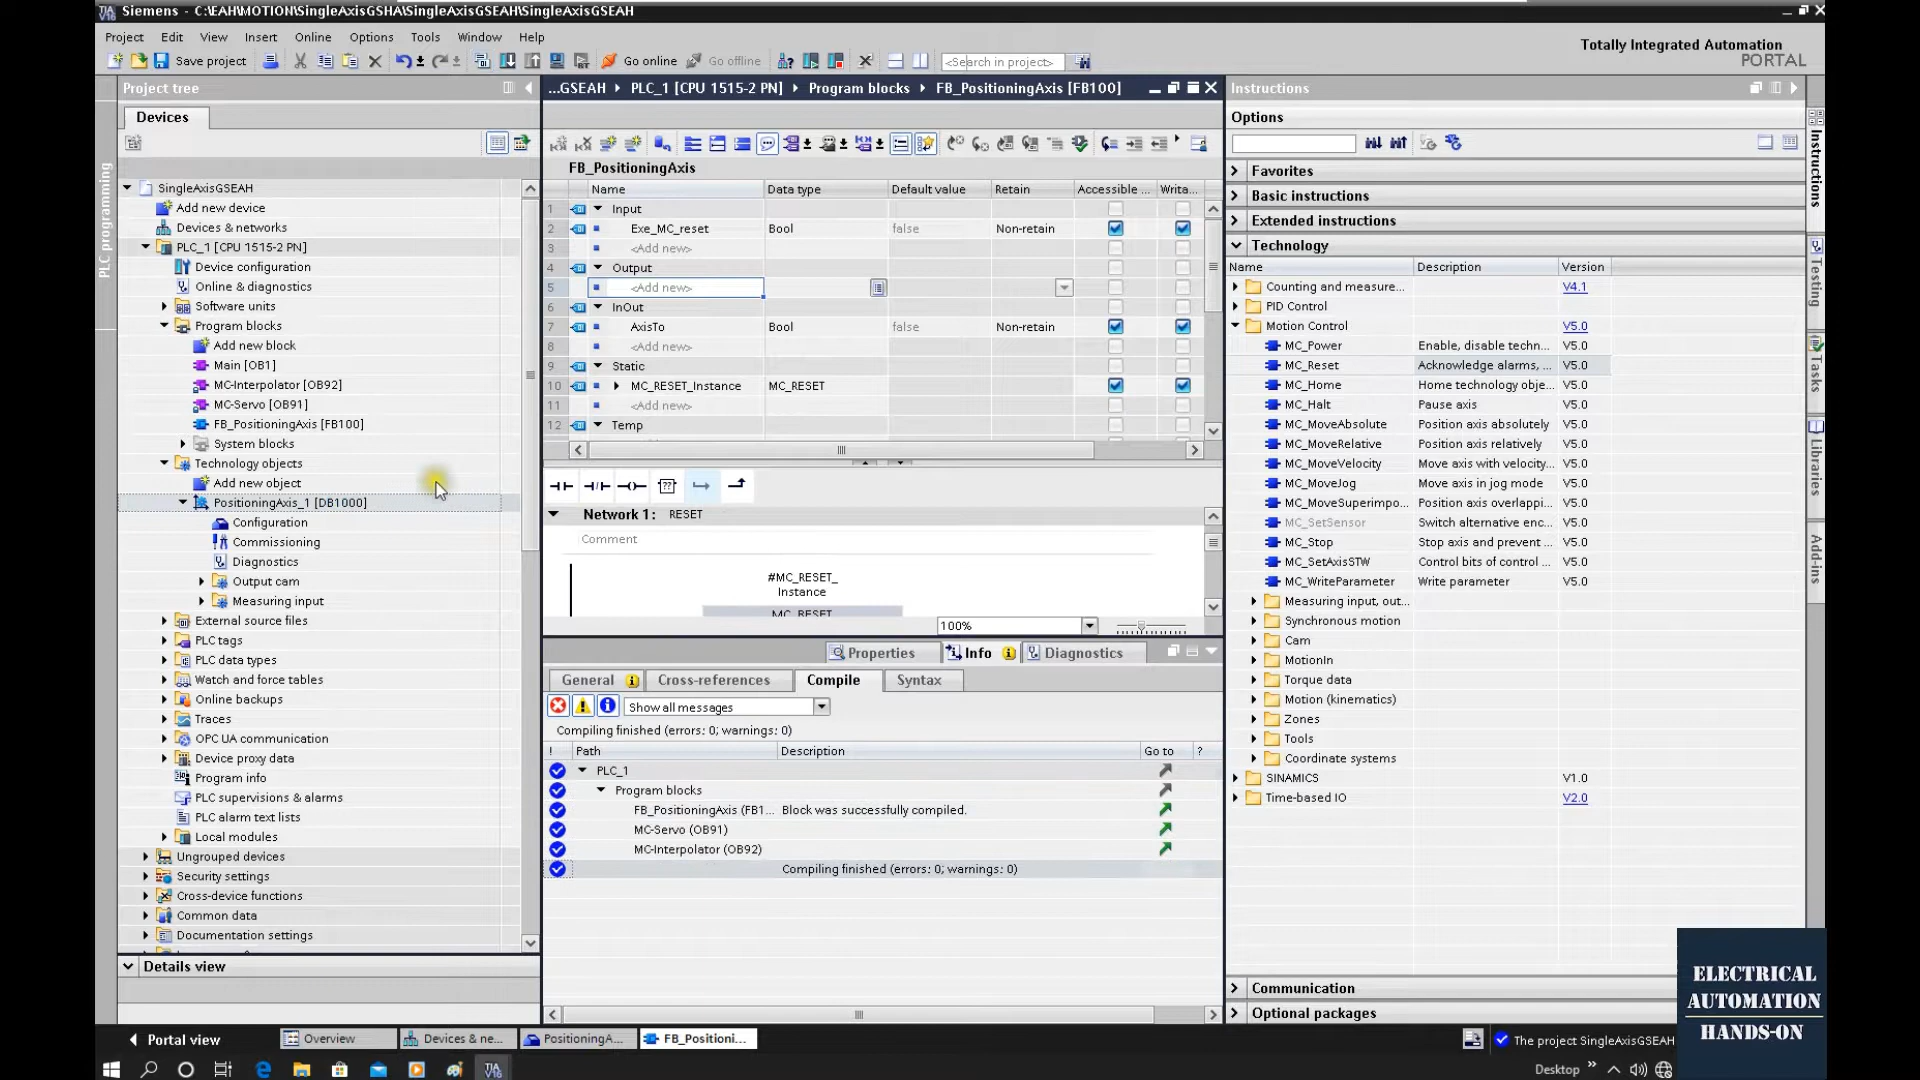 Siemens - C:\EAH\MOTION\SingleAxisGSHA\SingleAxisGSEAH\SingleAxisGSEAH
Project Edit View Insert Online Options Tools Window Help
Totally Integrated Automation
PORTAL
Save project
Go online
Go offline
<Search in project>
Project tree
Devices
PLC programming
SingleAxisGSEAH
Add new device
Devices & networks
PLC_1 [CPU 1515-2 PN]
Device configuration
Online & diagnostics
Software units
Program blocks
Add new block
Main [OB1]
MC-Interpolator [OB92]
MC-Servo [OB91]
FB_PositioningAxis [FB100]
System blocks
Technology objects
Add new object
PositioningAxis_1 [DB1000]
Configuration
Commissioning
Diagnostics
Output cam
Measuring input
External source files
PLC tags
PLC data types
Watch and force tables
Online backups
Traces
OPC UA communication
Device proxy data
Program info
PLC supervisions & alarms
PLC alarm text lists
Local modules
Ungrouped devices
Security settings
Cross-device functions
Common data
Documentation settings
Details view
...GSEAH PLC_1 [CPU 1515-2 PN] Program blocks FB_PositioningAxis [FB100]
FB_PositioningAxis
Name Data type Default value Retain Accessible ... Writa...
1 Input
2 Exe_MC_reset Bool false Non-retain
3 <Add new>
4 Output
5 <Add new>
6 InOut
7 AxisTo Bool false Non-retain
8 <Add new>
9 Static
10 MC_RESET_Instance MC_RESET
11 <Add new>
12 Temp
Network 1: RESET
Comment
#MC_RESET_
Instance
MC_RESET
100%
Properties Info Diagnostics
General Cross-references Compile Syntax
Show all messages
Compiling finished (errors: 0; warnings: 0)
! Path Description Go to ?
PLC_1
Program blocks
FB_PositioningAxis (FB1... Block was successfully compiled.
MC-Servo (OB91)
MC-Interpolator (OB92)
Compiling finished (errors: 0; warnings: 0)
Instructions
Options
Favorites
Basic instructions
Extended instructions
Technology
Name Description Version
Counting and measure... V4.1
PID Control
Motion Control V5.0
MC_Power Enable, disable techn... V5.0
MC_Reset Acknowledge alarms, ... V5.0
MC_Home Home technology obje... V5.0
MC_Halt Pause axis V5.0
MC_MoveAbsolute Position axis absolutely V5.0
MC_MoveRelative Position axis relatively V5.0
MC_MoveVelocity Move axis with velocity... V5.0
MC_MoveJog Move axis in jog mode V5.0
MC_MoveSuperimpo... Position axis overlappi... V5.0
MC_SetSensor Switch alternative enc... V5.0
MC_Stop Stop axis and prevent ... V5.0
MC_SetAxisSTW Control bits of control ... V5.0
MC_WriteParameter Write parameter V5.0
Measuring input, out...
Synchronous motion
Cam
MotionIn
Torque data
Motion (kinematics)
Zones
Tools
Coordinate systems
SINAMICS V1.0
Time-based IO V2.0
Communication
Optional packages
Instructions
Testing
Tasks
Libraries
Add-ins
Portal view
Overview
Devices & ne...
PositioningA...
FB_Positioni...
The project SingleAxisGSEAH
Desktop
ELECTRICAL
AUTOMATION
HANDS-ON